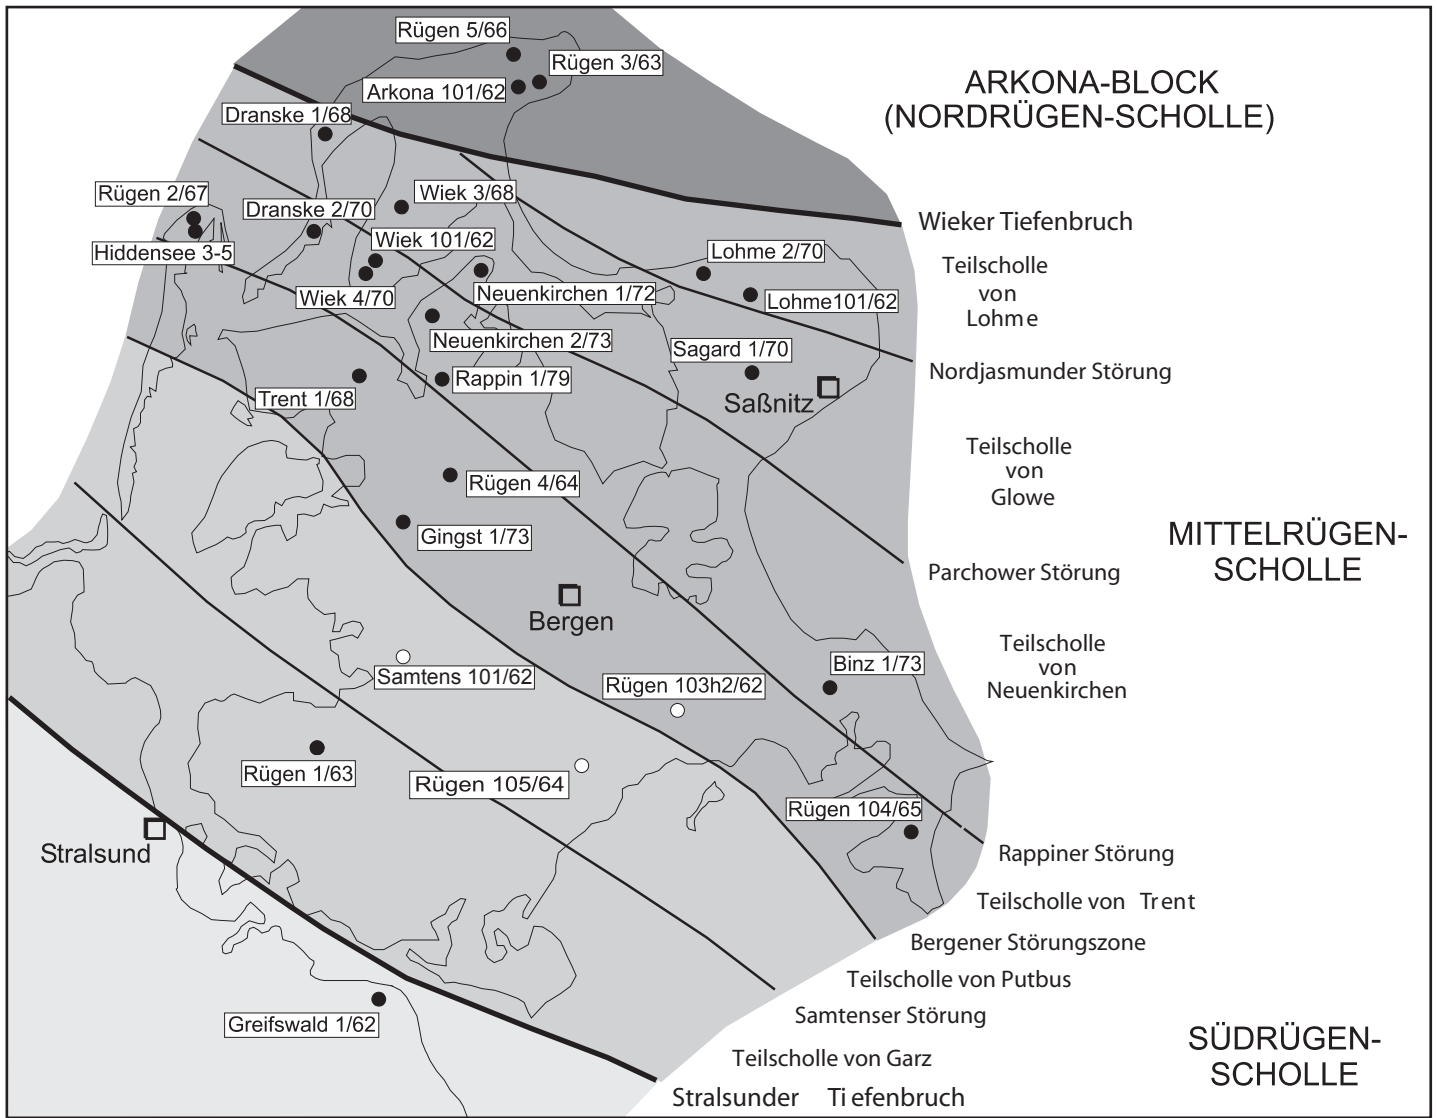 Rügen 5/66
Rügen 3/63
Arkona 101/62
ARKONA-BLOCK
(NORDRÜGEN-SCHOLLE)
Dranske 1/68
Rügen 2/67
Wiek 3/68
Dranske 2/70
Wieker Tiefenbruch
Wiek 101/62
Hiddensee 3-5
Lohme 2/70
Teilscholle
von
Lohme
Wiek 4/70
Neuenkirchen 1/72
Lohme101/62
Neuenkirchen 2/73
Sagard 1/70
Nordjasmunder Störung
Rappin 1/79
Trent 1/68
Saßnitz
Teilscholle
von
Glowe
Rügen 4/64
Gingst 1/73
MITTELRÜGEN-
SCHOLLE
Parchower Störung
Bergen
Teilscholle
von
Neuenkirchen
Binz 1/73
Samtens 101/62
Rügen 103h2/62
Rügen 1/63
Rügen 105/64
Rügen 104/65
Stralsund
Rappiner Störung
Teilscholle von Trent
Bergener Störungszone
Teilscholle von Putbus
Samtenser Störung
Greifswald 1/62
SÜDRÜGEN-
SCHOLLE
Teilscholle von Garz
Stralsunder Tiefenbruch